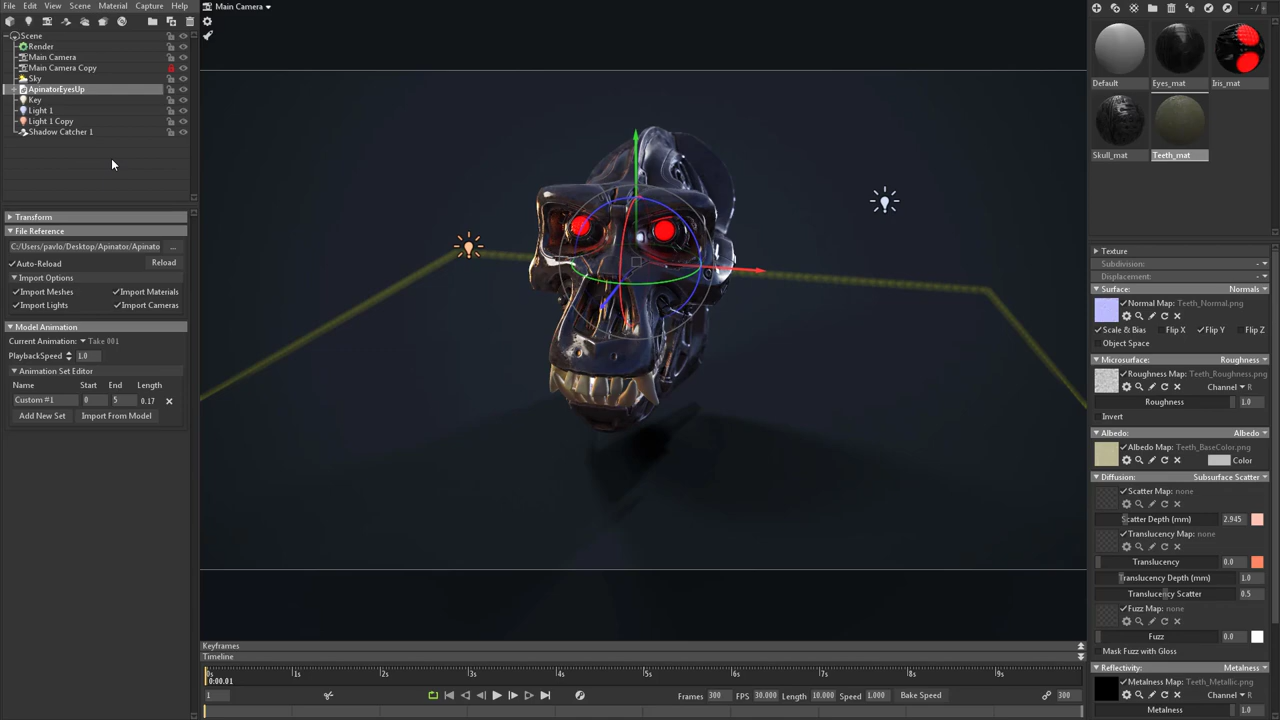 File Edit View Scene Material Capture Help
Scene
Render
Main Camera
Main Camera Copy
Sky
ApinatorEyesUp
Key
Light 1
Light 1 Copy
Shadow Catcher 1
Transform
File Reference
C:/Users/pavlo/Desktop/Apinator/Apinato ...
Auto-Reload Reload
Import Options
Import Meshes Import Materials
Import Lights Import Cameras
Model Animation
Current Animation: Take 001
PlaybackSpeed 1.0
Animation Set Editor
Name Start End Length
Custom #1 0 5 0.17
Add New Set Import From Model
Main Camera
Keyframes
Timeline
0s 1s 2s 3s 4s 5s 6s 7s 8s 9s
0:00.01
1 Frames 300 FPS 30.000 Length 10.000 Speed 1.000 Bake Speed 300
- / +
Default Eyes_mat Iris_mat
Skull_mat Teeth_mat
Texture
Subdivision: -
Displacement: -
Surface: Normals
Normal Map: Teeth_Normal.png
Scale & Bias Flip X Flip Y Flip Z
Object Space
Microsurface: Roughness
Roughness Map: Teeth_Roughness.png
Channel R
Roughness 1.0
Invert
Albedo: Albedo
Albedo Map: Teeth_BaseColor.png
Color
Diffusion: Subsurface Scatter
Scatter Map: none
Scatter Depth (mm) 2.945
Translucency Map: none
Translucency 0.0
Translucency Depth (mm) 1.0
Translucency Scatter 0.5
Fuzz Map: none
Fuzz 0.0
Mask Fuzz with Gloss
Reflectivity: Metalness
Metalness Map: Teeth_Metallic.png
Channel R
Metalness 1.0